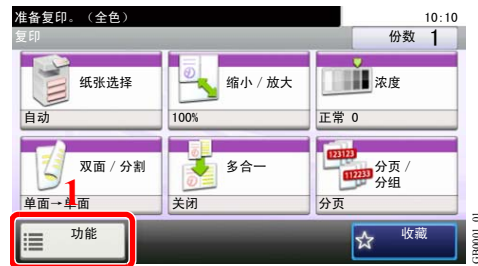 准备复印。（全色）
10:10
复印
份数 1
纸张选择
自动
缩小 / 放大
100%
浓度
正常 0
双面 / 分割
单面→单面
多合一
关闭
123123
112233
分页 /
分组
分页
1
功能
收藏
GB0001_01